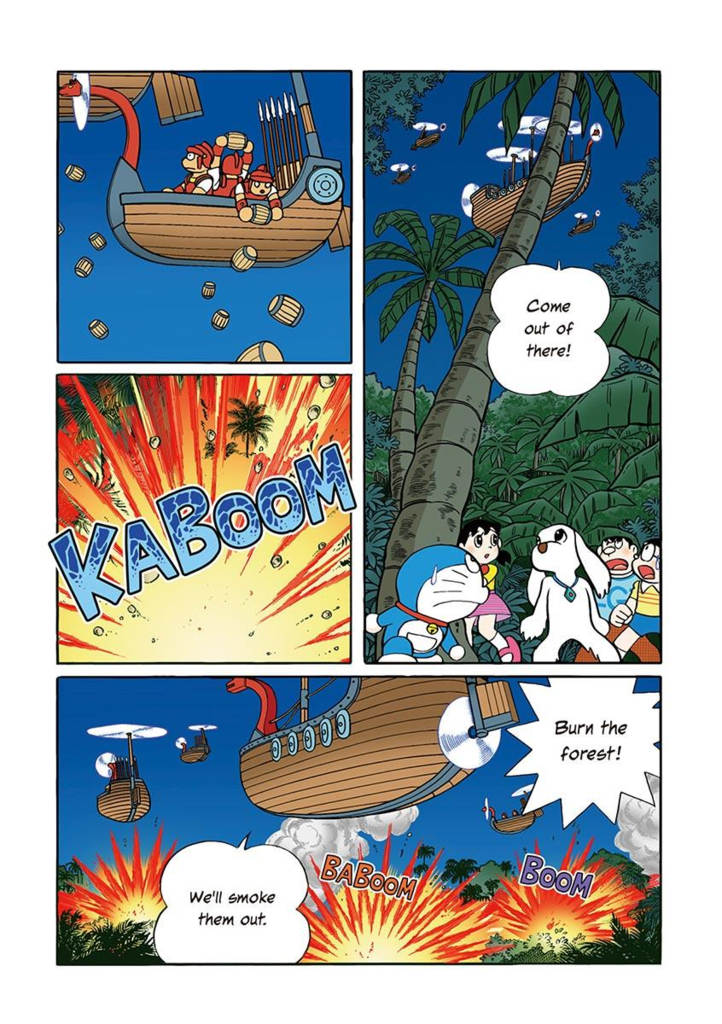 Come
out of
there!
KABOOM
Burn the
forest!
BOOM
BABOOM
We'll smoke
them out.